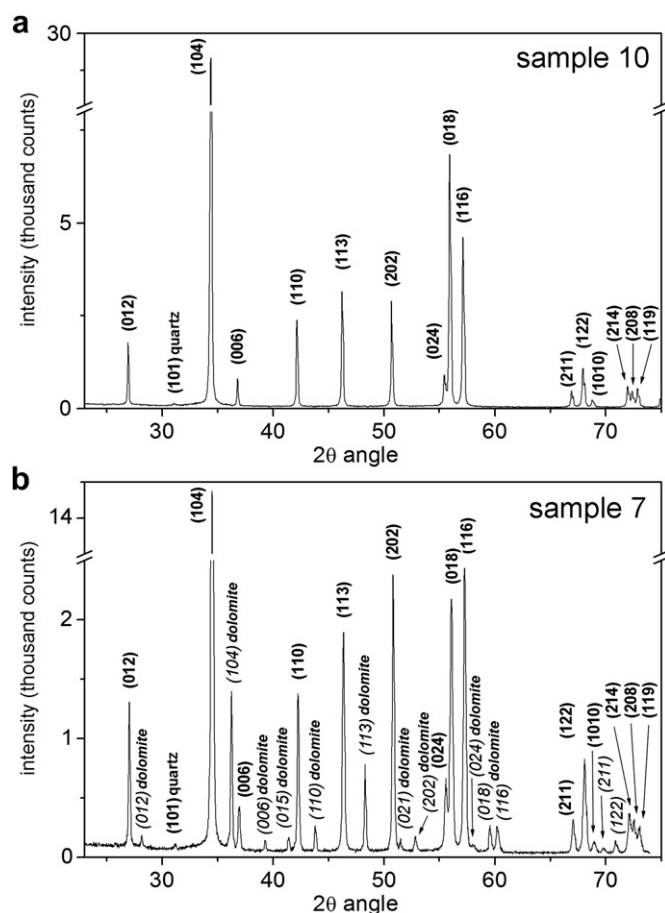 a
sample 10
30
5
0
intensity (thousand counts)
(012)
(101) quartz
(104)
(006)
(110)
(113)
(202)
(024)
(018)
(116)
(211)
(122)
(1010)
(214)
(208)
(119)
30
40
50
60
70
2θ angle
b
sample 7
14
2
1
0
intensity (thousand counts)
(012)
(012) dolomite
(101) quartz
(104)
(104) dolomite
(006)
(006) dolomite
(015) dolomite
(110)
(110) dolomite
(113)
(113) dolomite
(202)
(021) dolomite
(202) dolomite
(024)
(018)
(116)
(024) dolomite
(018) dolomite
(116)
(211)
(122)
(1010)
(211)
(122)
(214)
(208)
(119)
30
40
50
60
70
2θ angle